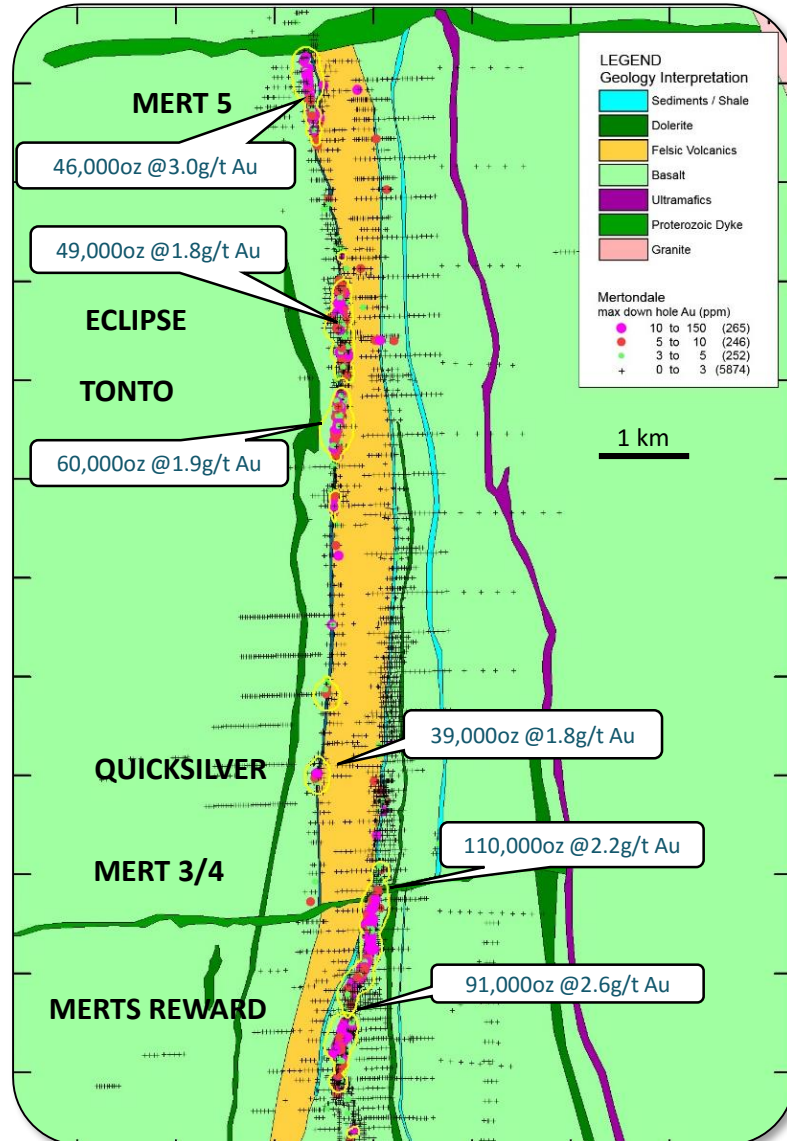 MERT 5
46,000oz @3.0g/t Au
49,000oz @1.8g/t Au
ECLIPSE
TONTO
60,000oz @1.9g/t Au
LEGEND
Geology Interpretation
Sediments / Shale
Dolerite
Felsic Volcanics
Basalt
Ultramafics
Proterozoic Dyke
Granite
Mertondale
max down hole Au (ppm)
10 to 150 (265)
5 to 10 (246)
3 to 5 (252)
0 to 3 (5874)
1 km
39,000oz @1.8g/t Au
QUICKSILVER
110,000oz @2.2g/t Au
MERT 3/4
91,000oz @2.6g/t Au
MERTS REWARD